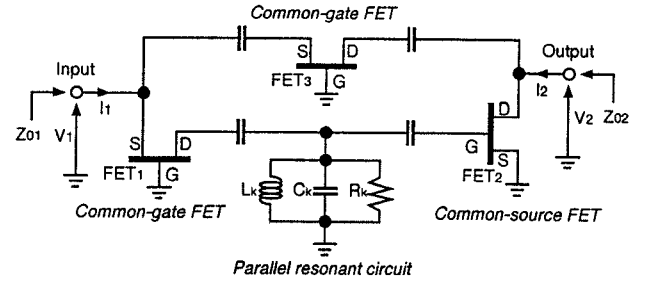 Common-gate FET
S D
FET3 G
Input
Output
I1
I2
Z01 V1
V2 Z02
S D
FET1 G
Common-gate FET
Lk Ck Rk
D
G
S
FET2
Common-source FET
Parallel resonant circuit